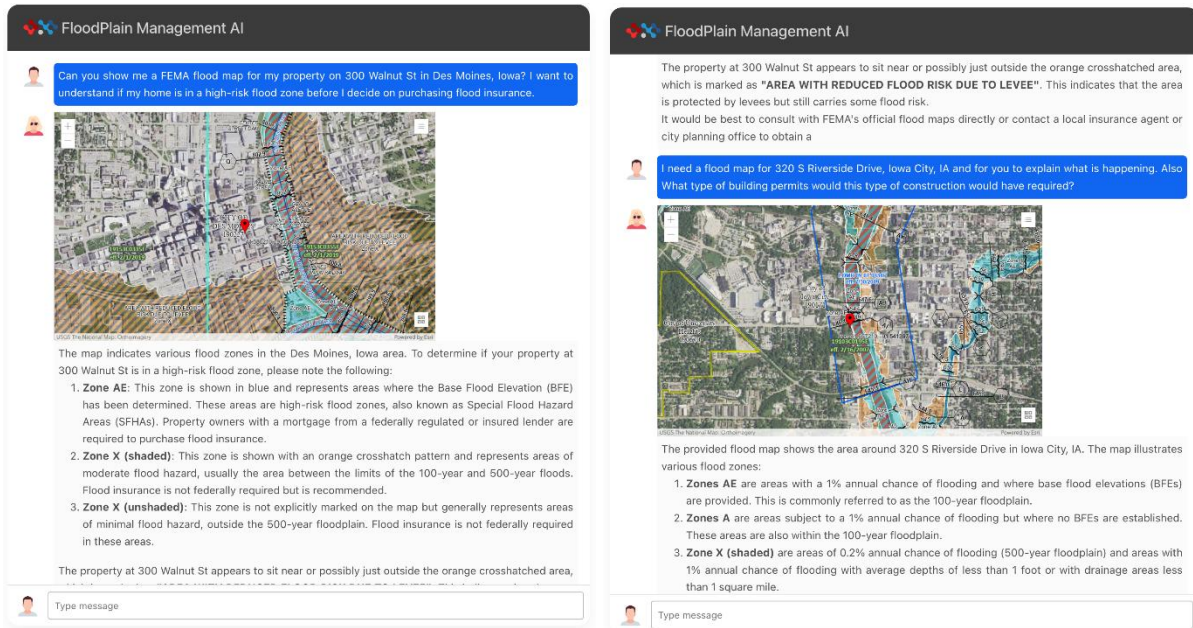 FloodPlain Management AI
Can you show me a FEMA flood map for my property on 300 Walnut St in Des Moines, Iowa? I want to
understand if my home is in a high-risk flood zone before I decide on purchasing flood insurance.
USGS The National Map: Orthoimagery
Powered by Esri
The map indicates various flood zones in the Des Moines, Iowa area. To determine if your property at
300 Walnut St is in a high-risk flood zone, please note the following:
1. Zone AE: This zone is shown in blue and represents areas where the Base Flood Elevation (BFE)
has been determined. These areas are high-risk flood zones, also known as Special Flood Hazard
Areas (SFHAs). Property owners with a mortgage from a federally regulated or insured lender are
required to purchase flood insurance.
2. Zone X (shaded): This zone is shown with an orange crosshatch pattern and represents areas of
moderate flood hazard, usually the area between the limits of the 100-year and 500-year floods.
Flood insurance is not federally required but is recommended.
3. Zone X (unshaded): This zone is not explicitly marked on the map but generally represents areas
of minimal flood hazard, outside the 500-year floodplain. Flood insurance is not federally required
in these areas.
The property at 300 Walnut St appears to sit near or possibly just outside the orange crosshatched area,
Type message
FloodPlain Management AI
The property at 300 Walnut St appears to sit near or possibly just outside the orange crosshatched area,
which is marked as "AREA WITH REDUCED FLOOD RISK DUE TO LEVEE". This indicates that the area
is protected by levees but still carries some flood risk.
It would be best to consult with FEMA's official flood maps directly or contact a local insurance agent or
city planning office to obtain a
I need a flood map for 320 S Riverside Drive, Iowa City, IA and for you to explain what is happening. Also
What type of building permits would this type of construction would have required?
USGS The National Map: Orthoimagery
Powered by Esri
The provided flood map shows the area around 320 S Riverside Drive in Iowa City, IA. The map illustrates
various flood zones:
1. Zones AE are areas with a 1% annual chance of flooding and where base flood elevations (BFEs)
are provided. This is commonly referred to as the 100-year floodplain.
2. Zones A are areas subject to a 1% annual chance of flooding but where no BFEs are established.
These areas are also within the 100-year floodplain.
3. Zone X (shaded) are areas of 0.2% annual chance of flooding (500-year floodplain) and areas with
1% annual chance of flooding with average depths of less than 1 foot or with drainage areas less
than 1 square mile.
Type message